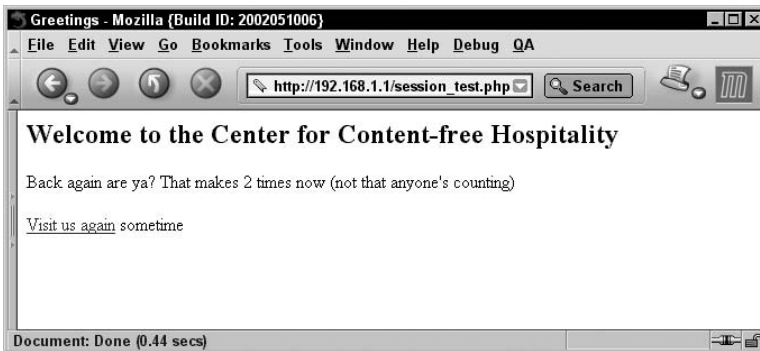 Greetings - Mozilla {Build ID: 2002051006}
File Edit View Go Bookmarks Tools Window Help Debug QA
http://192.168.1.1/session_test.php Search
Welcome to the Center for Content-free Hospitality
Back again are ya? That makes 2 times now (not that anyone's counting)
Visit us again sometime
Document: Done (0.44 secs)